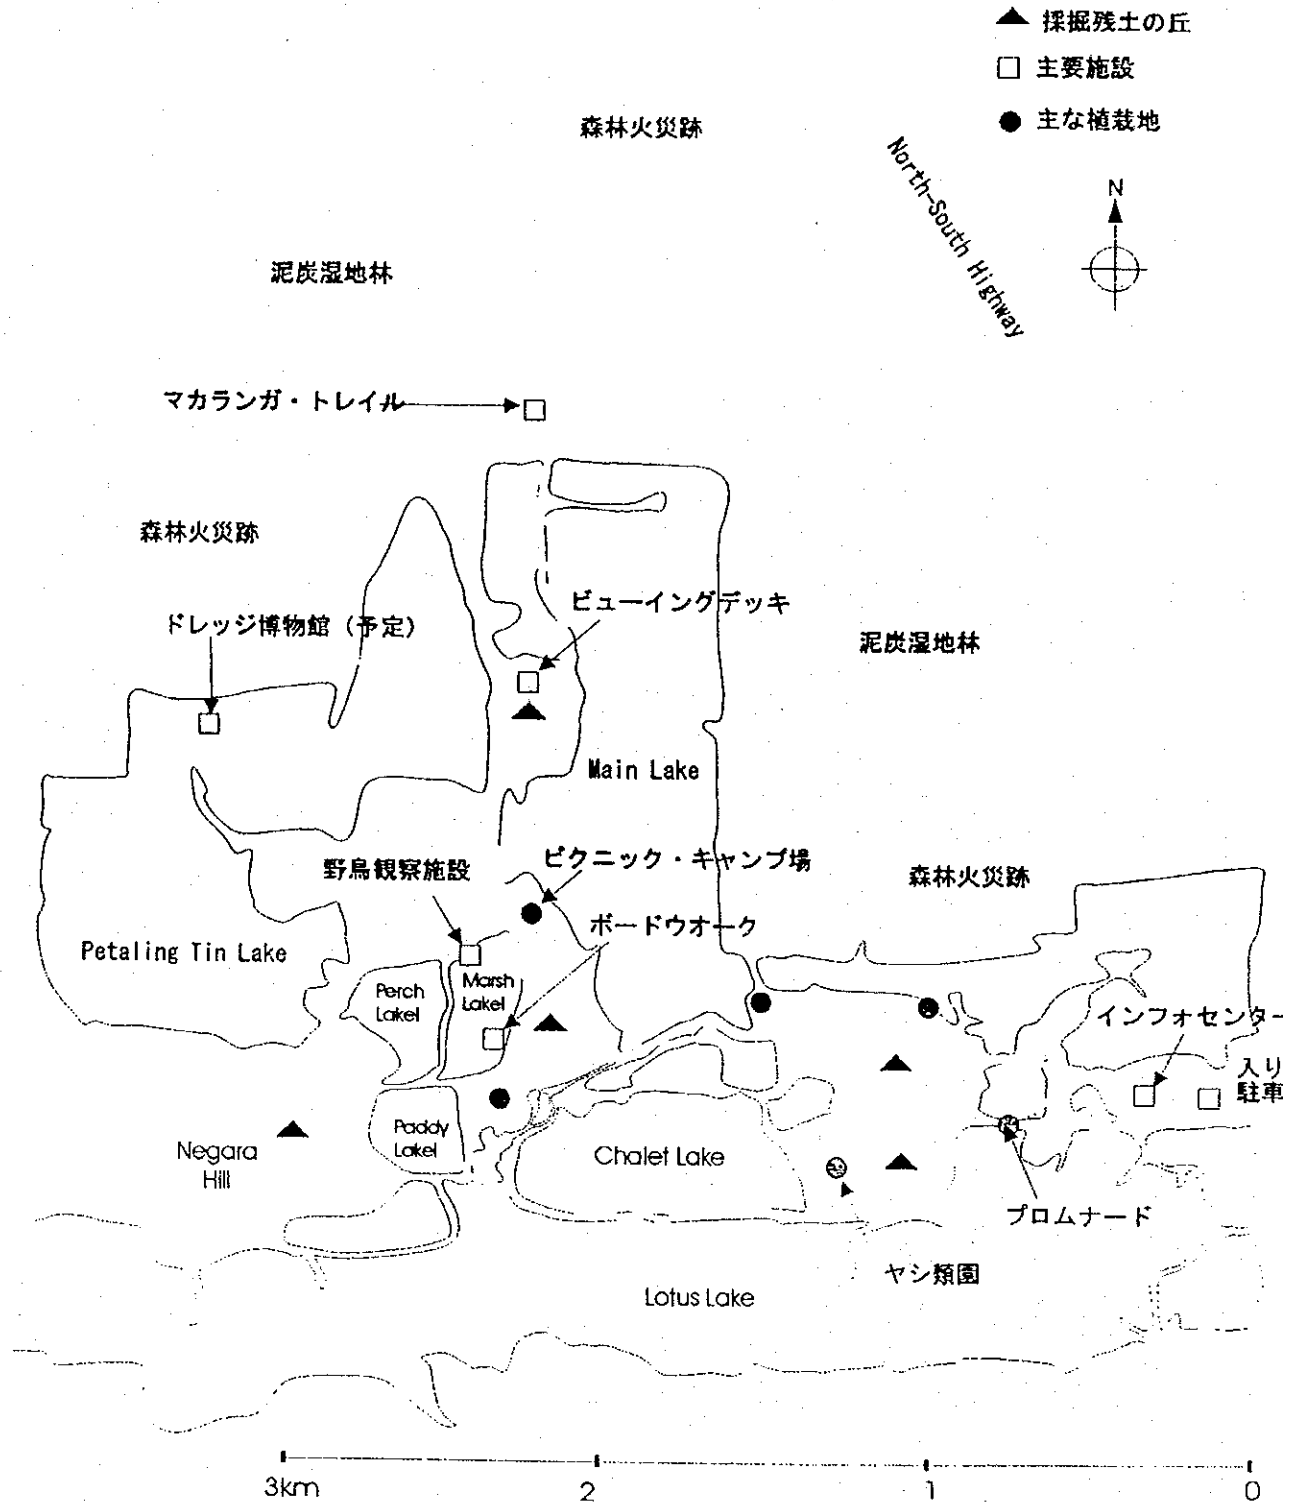 採掘残土の丘
主要施設
主な植栽地
森林火災跡
North-South Highway
N
泥炭湿地林
マカランガ・トレイル
森林火災跡
ビューイングデッキ
ドレッジ博物館（予定）
泥炭湿地林
Main Lake
ピクニック・キャンプ場
野鳥観察施設
森林火災跡
ボードウオーク
Petaling Tin Lake
Marsh
Lakel
Perch
Lakel
インフォセンター
入り
駐車
Paddy
Lakel
Negara
Hill
Chalet Lake
プロムナード
ヤシ類園
Lotus Lake
3km
2
1
0